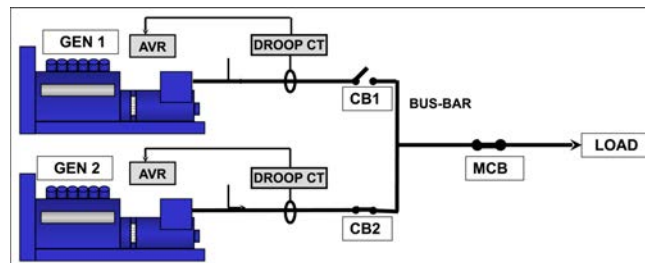 GEN 1
AVR
DROOP CT
CB1
BUS-BAR
GEN 2
AVR
DROOP CT
CB2
MCB
LOAD